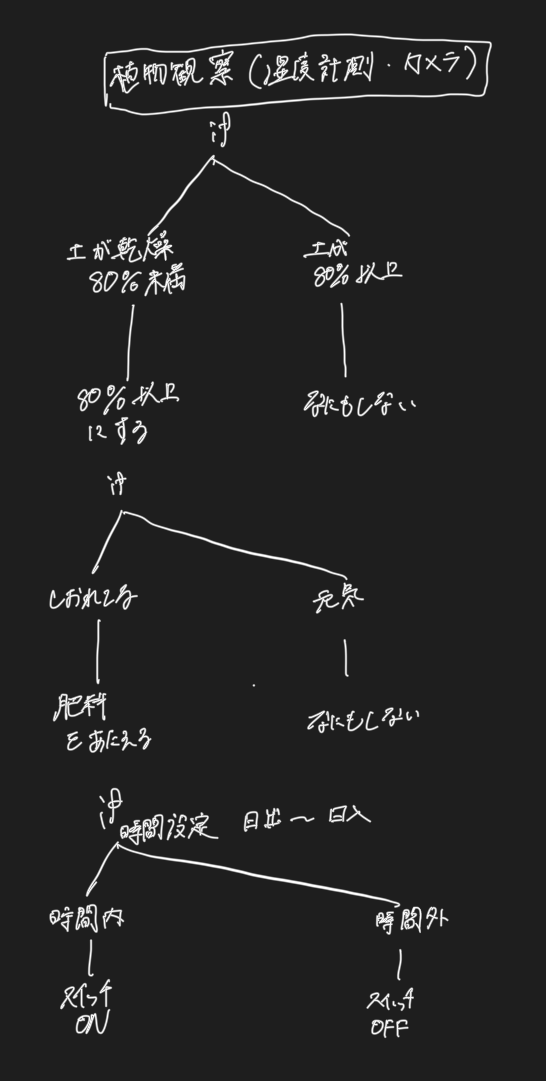 植物観察(湿度計測・カメラ)
if
土が乾燥
80%未満
土が
80%以上
80%以上
にする
なにもしない
if
しおれてる
元気
肥料
をあたえる
なにもしない
if
時間設定 日出〜日入
時間内
時間外
スイッチ
ON
スイッチ
OFF